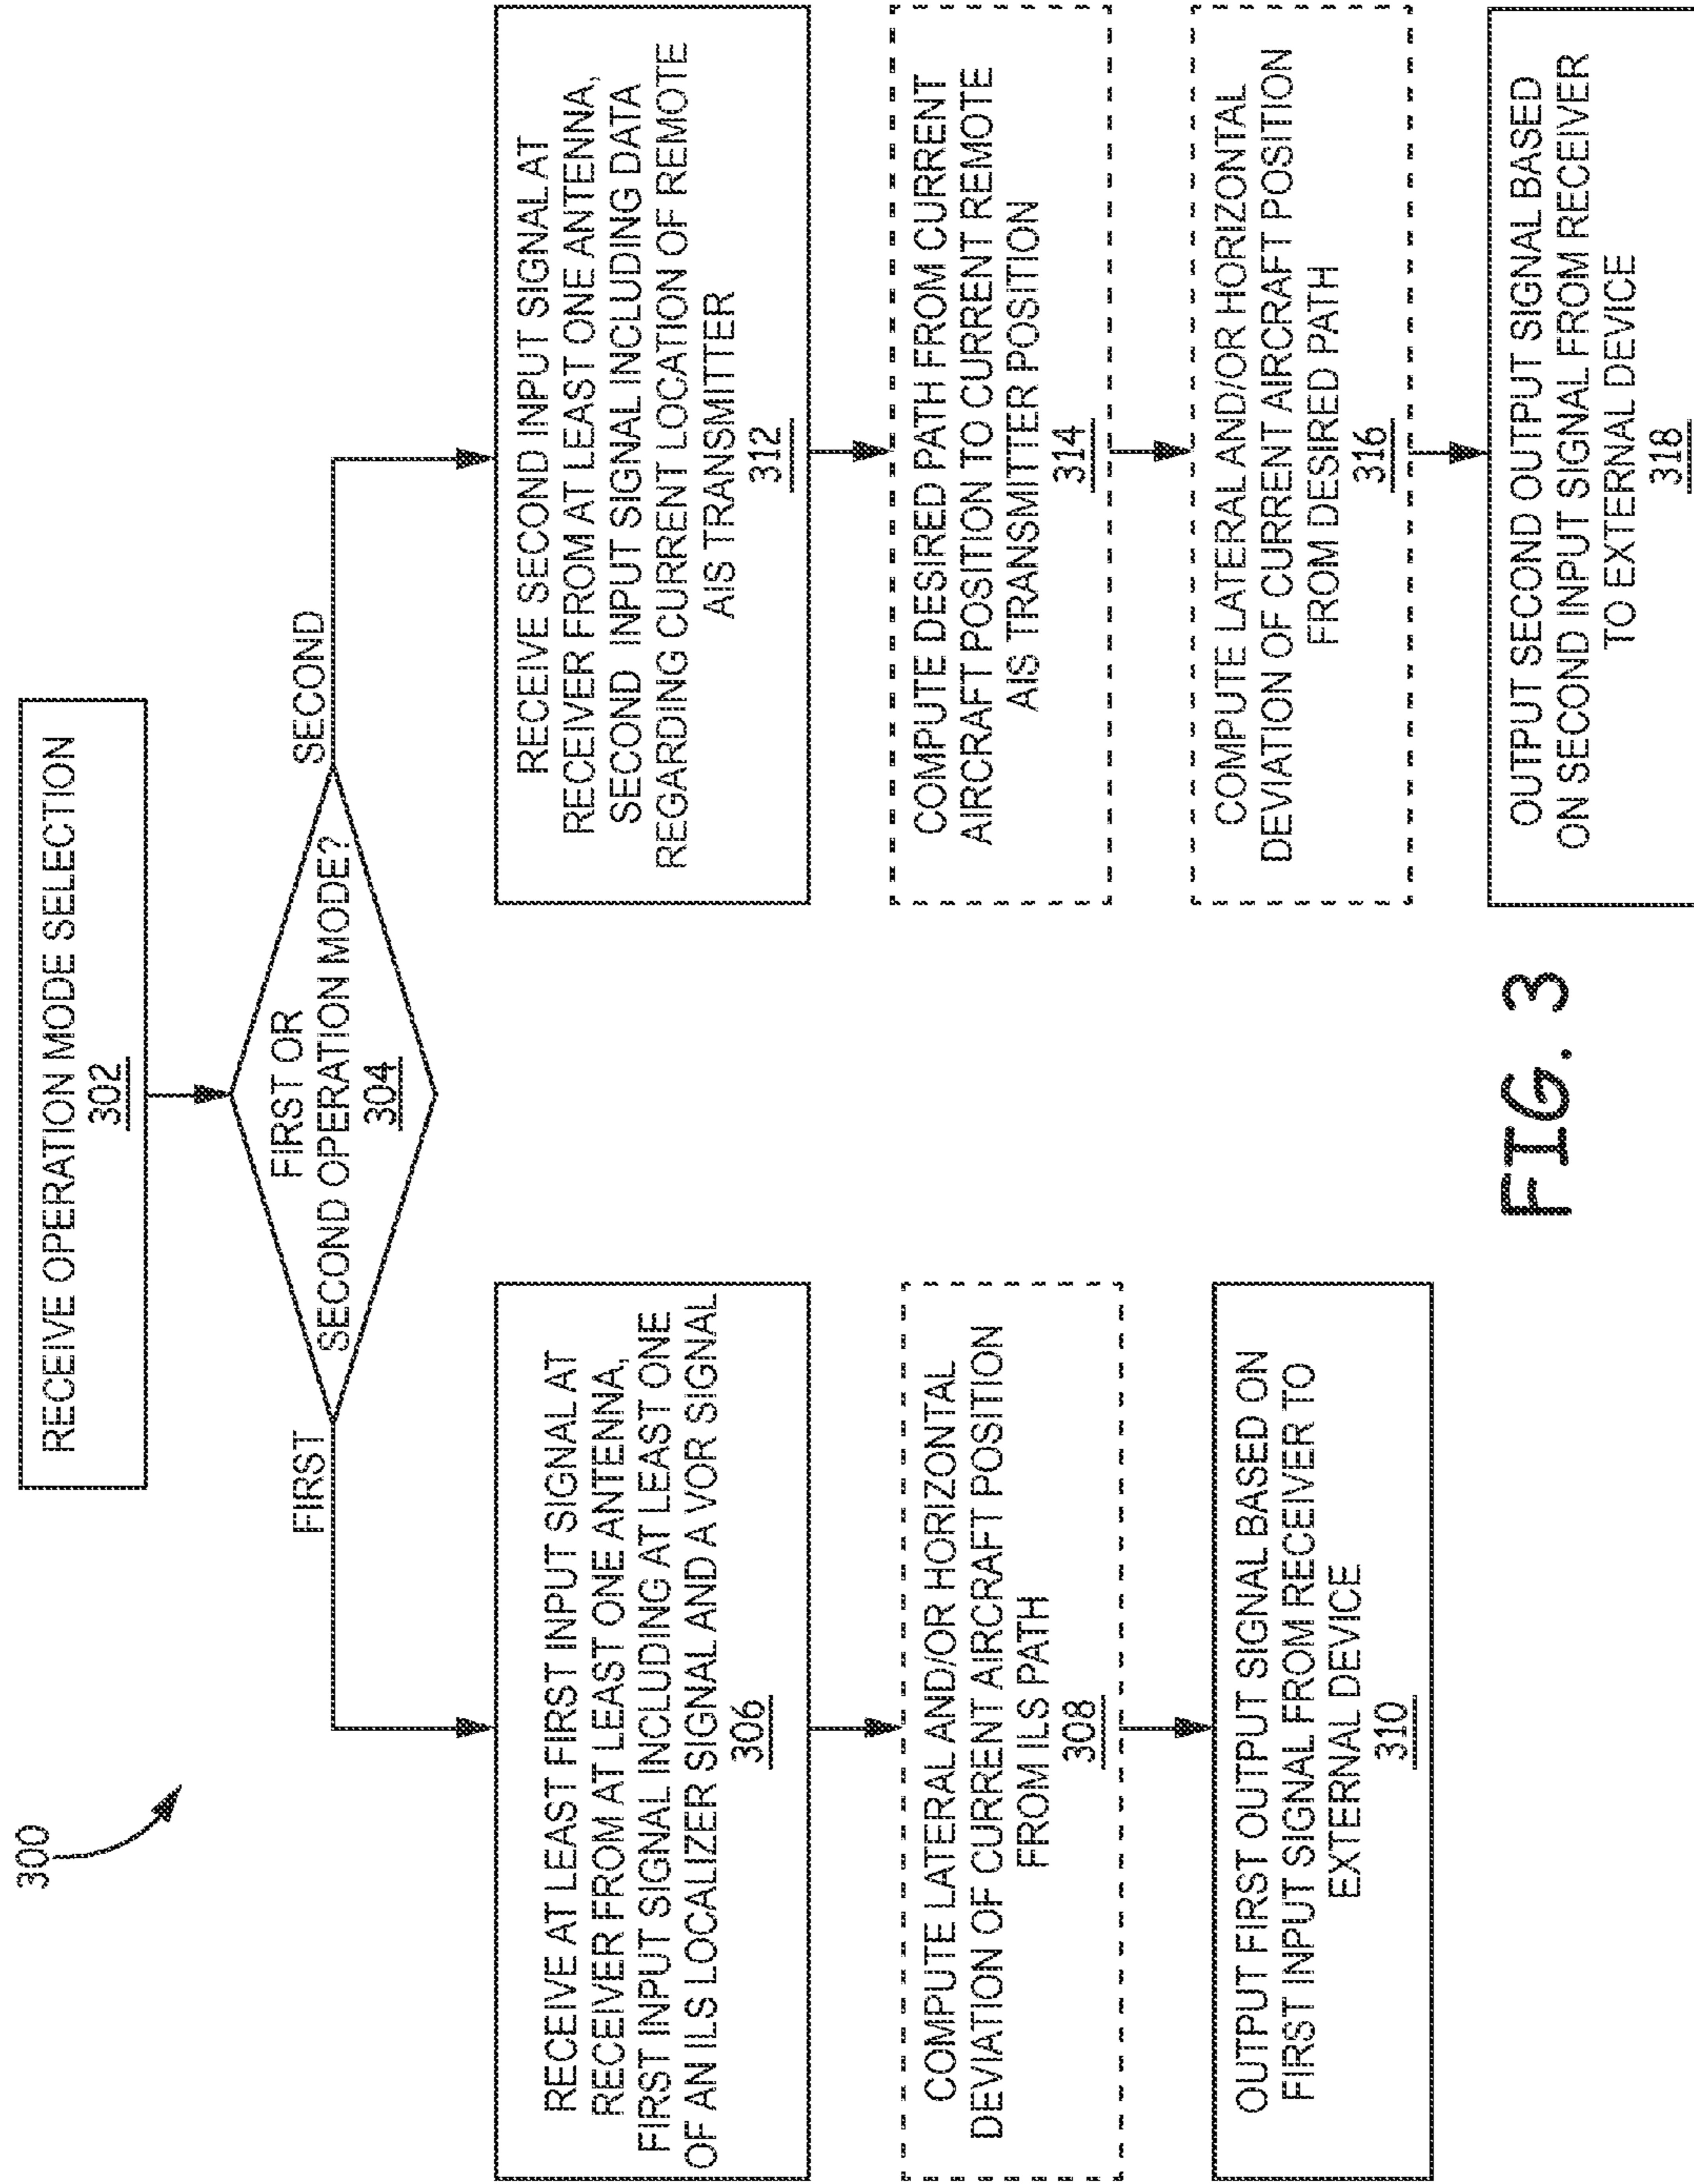 300
RECEIVE OPERATION MODE SELECTION
302
FIRST OR
SECOND OPERATION MODE?
304
FIRST
SECOND
RECEIVE AT LEAST FIRST INPUT SIGNAL AT
RECEIVER FROM AT LEAST ONE ANTENNA,
FIRST INPUT SIGNAL INCLUDING AT LEAST ONE
OF AN ILS LOCALIZER SIGNAL AND A VOR SIGNAL
306
COMPUTE LATERAL AND/OR HORIZONTAL
DEVIATION OF CURRENT AIRCRAFT POSITION
FROM ILS PATH
308
OUTPUT FIRST OUTPUT SIGNAL BASED ON
FIRST INPUT SIGNAL FROM RECEIVER TO
EXTERNAL DEVICE
310
RECEIVE SECOND INPUT SIGNAL AT
RECEIVER FROM AT LEAST ONE ANTENNA,
SECOND INPUT SIGNAL INCLUDING DATA
REGARDING CURRENT LOCATION OF REMOTE
AIS TRANSMITTER
312
COMPUTE DESIRED PATH FROM CURRENT
AIRCRAFT POSITION TO CURRENT REMOTE
AIS TRANSMITTER POSITION
314
COMPUTE LATERAL AND/OR HORIZONTAL
DEVIATION OF CURRENT AIRCRAFT POSITION
FROM DESIRED PATH
316
OUTPUT SECOND OUTPUT SIGNAL BASED
ON SECOND INPUT SIGNAL FROM RECEIVER
TO EXTERNAL DEVICE
318
FIG. 3